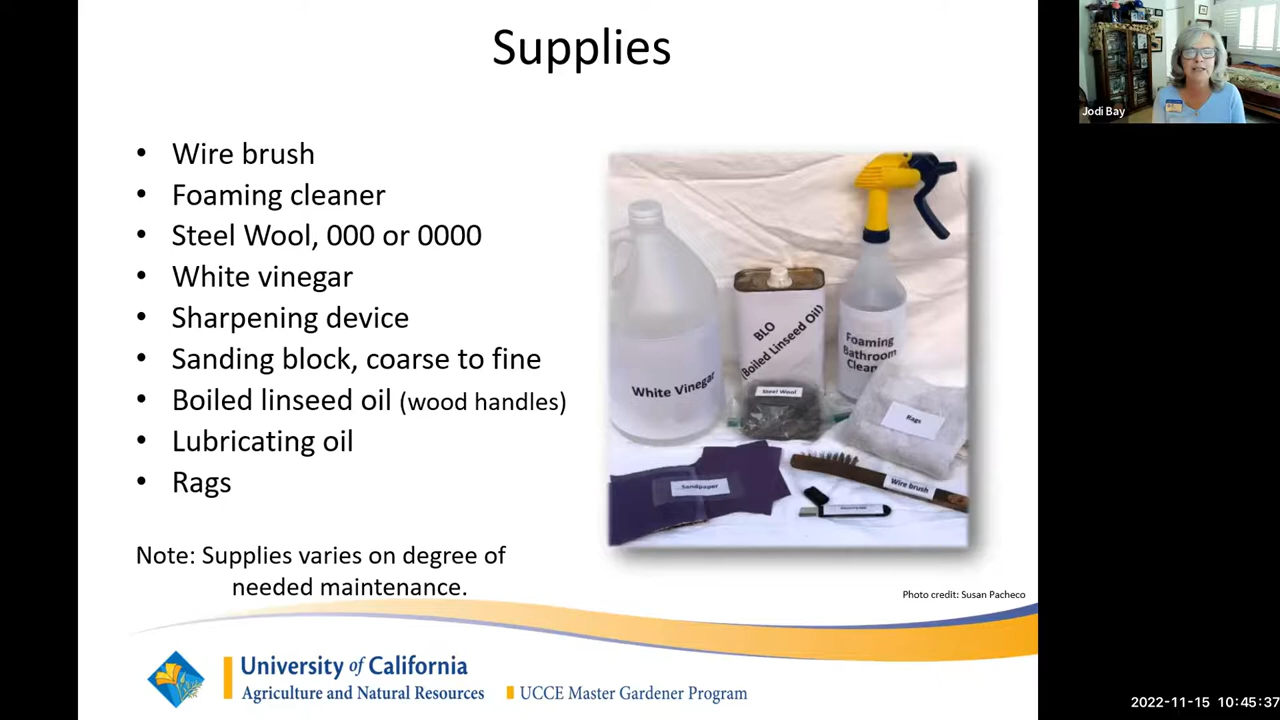 Supplies
• Wire brush
• Foaming cleaner
• Steel Wool, 000 or 0000
• White vinegar
• Sharpening device
• Sanding block, coarse to fine
• Boiled linseed oil (wood handles)
• Lubricating oil
• Rags
Note: Supplies varies on degree of
needed maintenance.
White Vinegar
BLO
(Boiled Linseed Oil)
Foaming
Bathroom
Steel Wool
Rags
Sandpaper
Wire brush
Photo credit: Susan Pacheco
University of California
Agriculture and Natural Resources
UCCE Master Gardener Program
Jodi Bay
2022-11-15 10:45:37